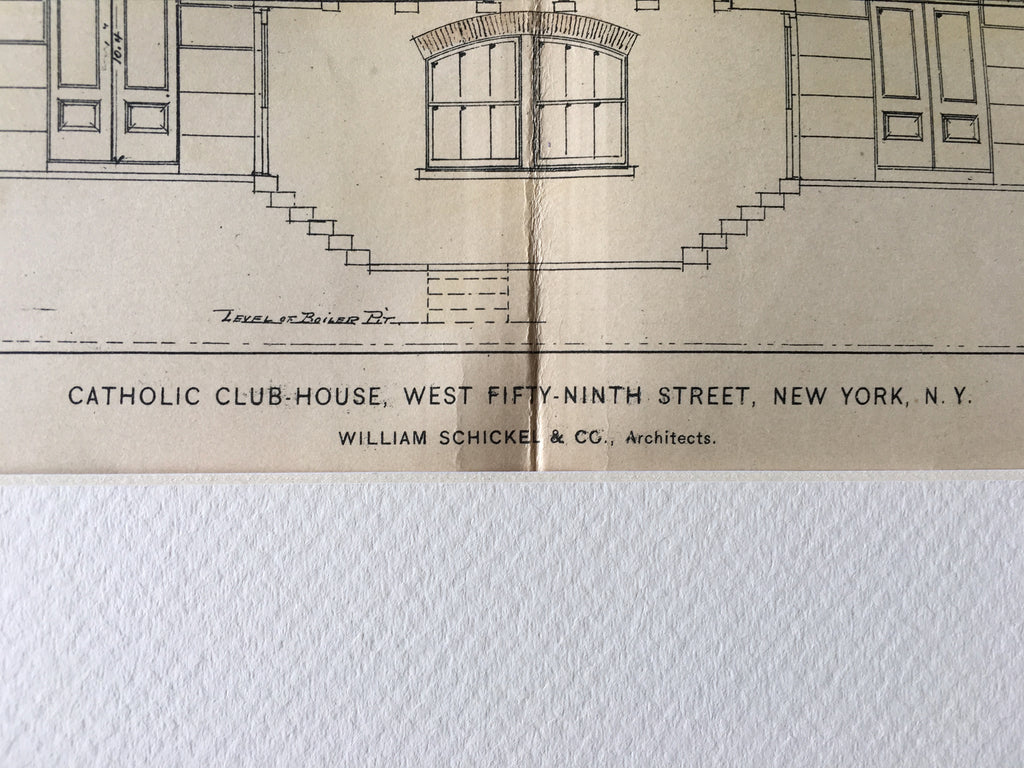 10.4
LEVEL OF BOILER PIT.
CATHOLIC CLUB-HOUSE, WEST FIFTY-NINTH STREET, NEW YORK, N. Y.
WILLIAM SCHICKEL & CO., Architects.